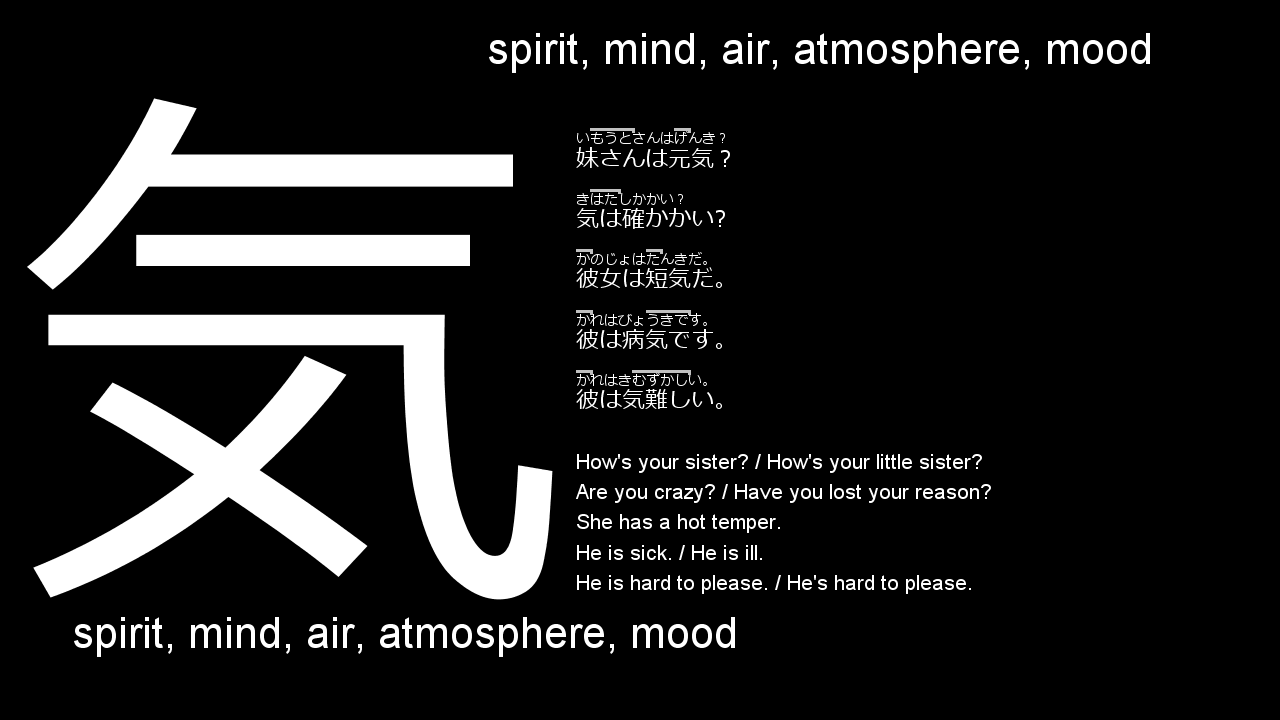 spirit, mind, air, atmosphere, mood
気
いもうとさんはげんき？
妹さんは元気？
きはたしかかい？
気は確かかい?
かのじょはたんきだ。
彼女は短気だ。
かれはびょうきです。
彼は病気です。
かれはきむずかしい。
彼は気難しい。
How's your sister? / How's your little sister?
Are you crazy? / Have you lost your reason?
She has a hot temper.
He is sick. / He is ill.
He is hard to please. / He's hard to please.
spirit, mind, air, atmosphere, mood